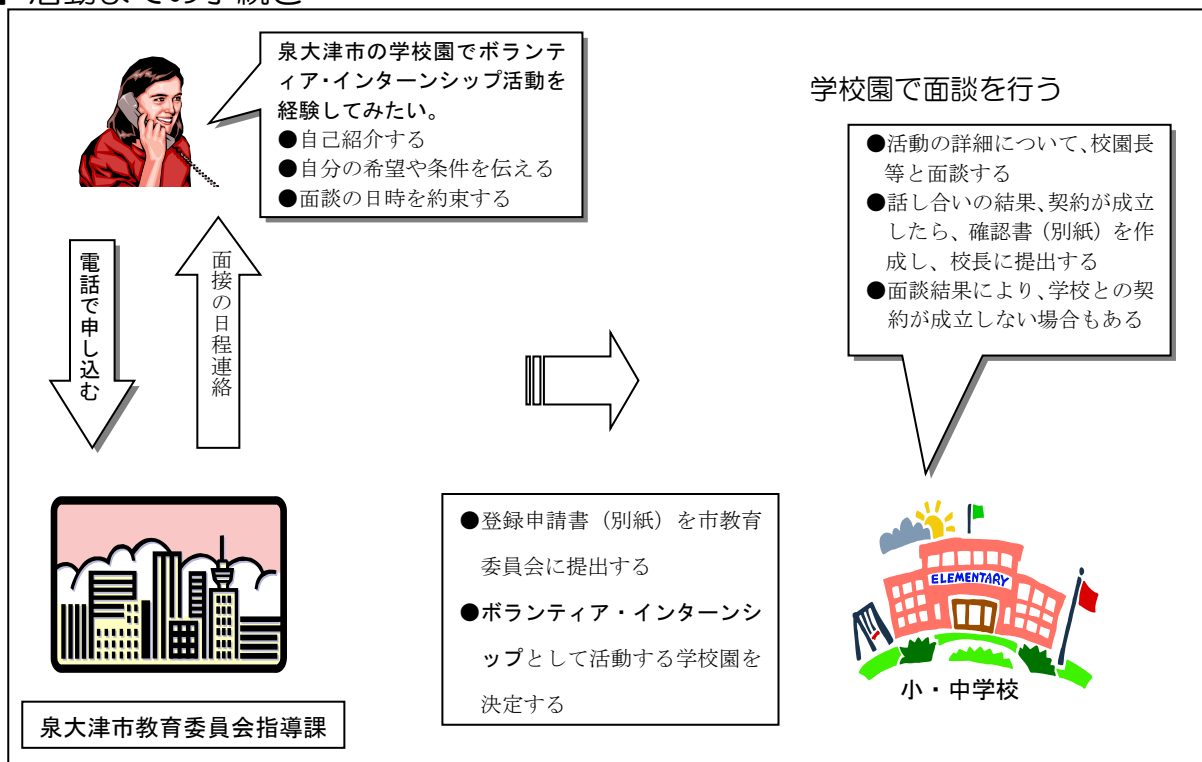 活動までの手続き
泉大津市の学校園でボランテ
ィア・インターンシップ活動を
経験してみたい。
●自己紹介する
●自分の希望や条件を伝える
●面談の日時を約束する
電話で申し込む
面接の日程連絡
泉大津市教育委員会指導課
●登録申請書（別紙）を市教育
委員会に提出する
●ボランティア・インターンシ
ップとして活動する学校園を
決定する
学校園で面談を行う
●活動の詳細について、校園長
等と面談する
●話し合いの結果、契約が成立
したら、確認書（別紙）を作
成し、校長に提出する
●面談結果により、学校との契
約が成立しない場合もある
ELEMENTARY
小・中学校